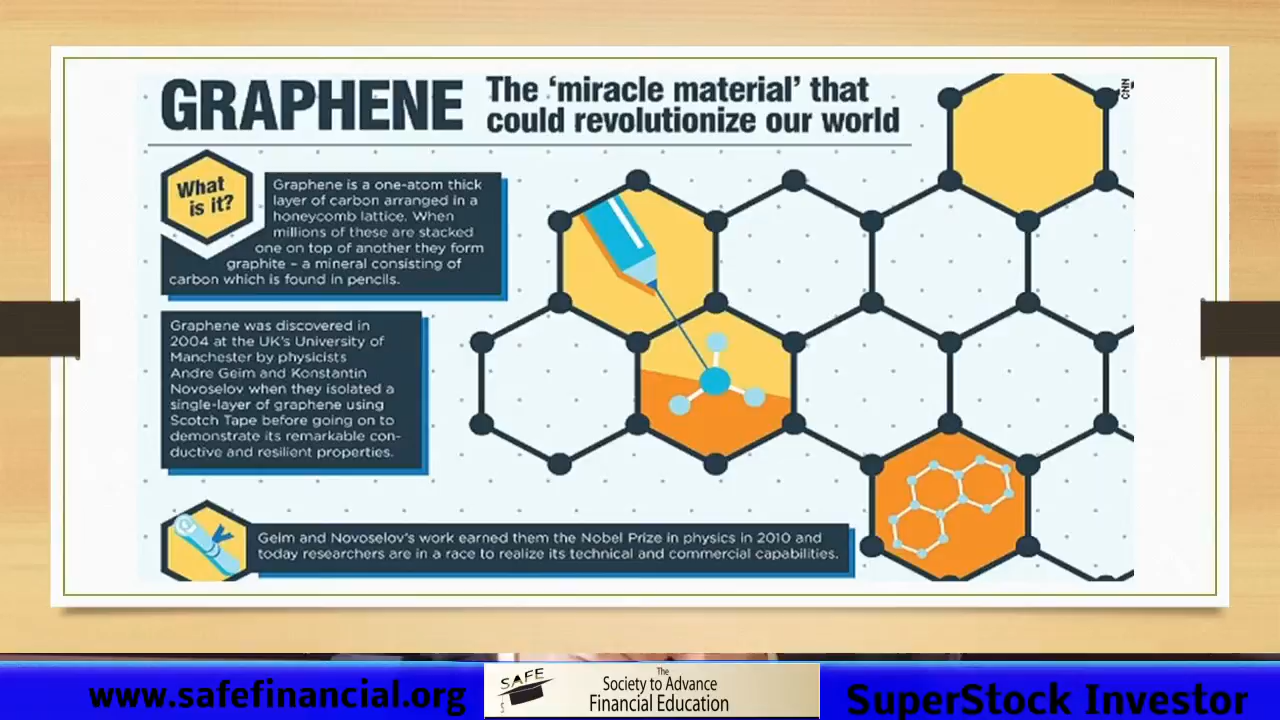 GRAPHENE
The ‘miracle material’ that
could revolutionize our world
CNN
What
is it?
Graphene is a one-atom thick
layer of carbon arranged in a
honeycomb lattice. When
millions of these are stacked
one on top of another they form
graphite – a mineral consisting of
carbon which is found in pencils.
Graphene was discovered in
2004 at the UK's University of
Manchester by physicists
Andre Geim and Konstantin
Novoselov when they isolated a
single-layer of graphene using
Scotch Tape before going on to
demonstrate its remarkable con-
ductive and resilient properties.
Geim and Novoselov's work earned them the Nobel Prize in physics in 2010 and
today researchers are in a race to realize its technical and commercial capabilities.
www.safefinancial.org
SAFE
The
Society to Advance
Financial Education
SuperStock Investor